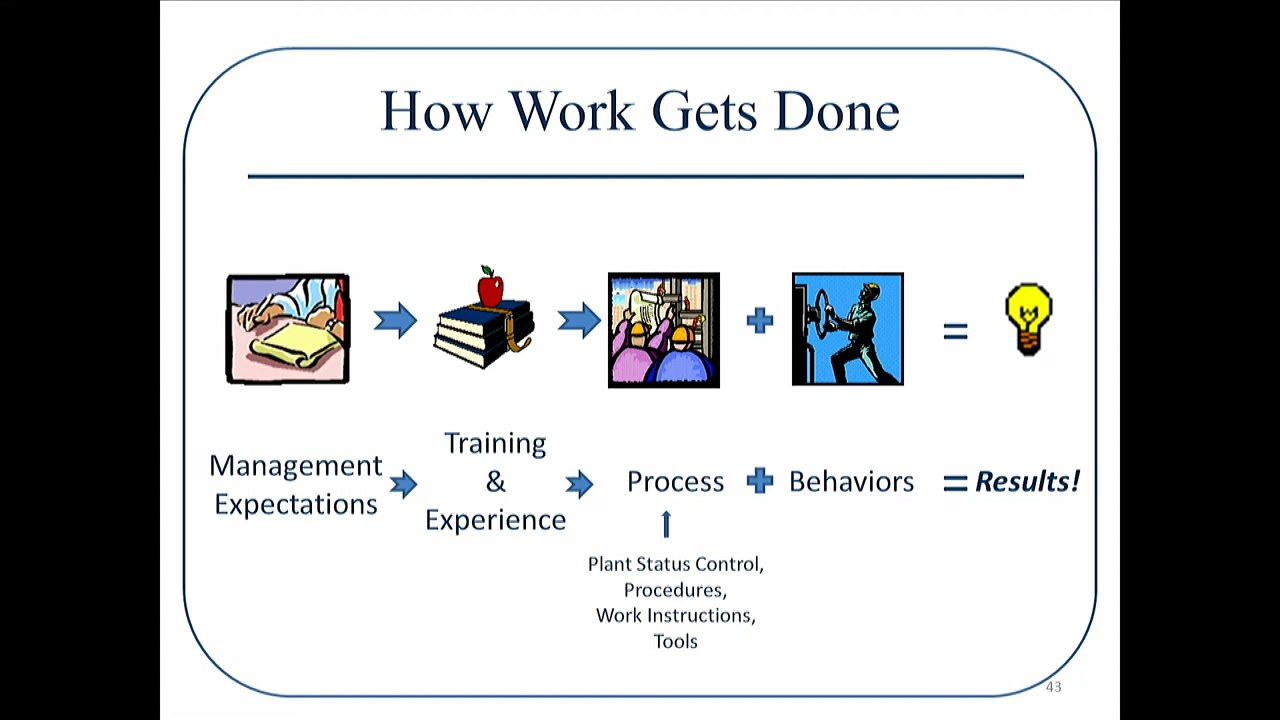 How Work Gets Done
Management
Expectations
Training
&
Experience
Process
Behaviors
= Results!
Plant Status Control,
Procedures,
Work Instructions,
Tools
43